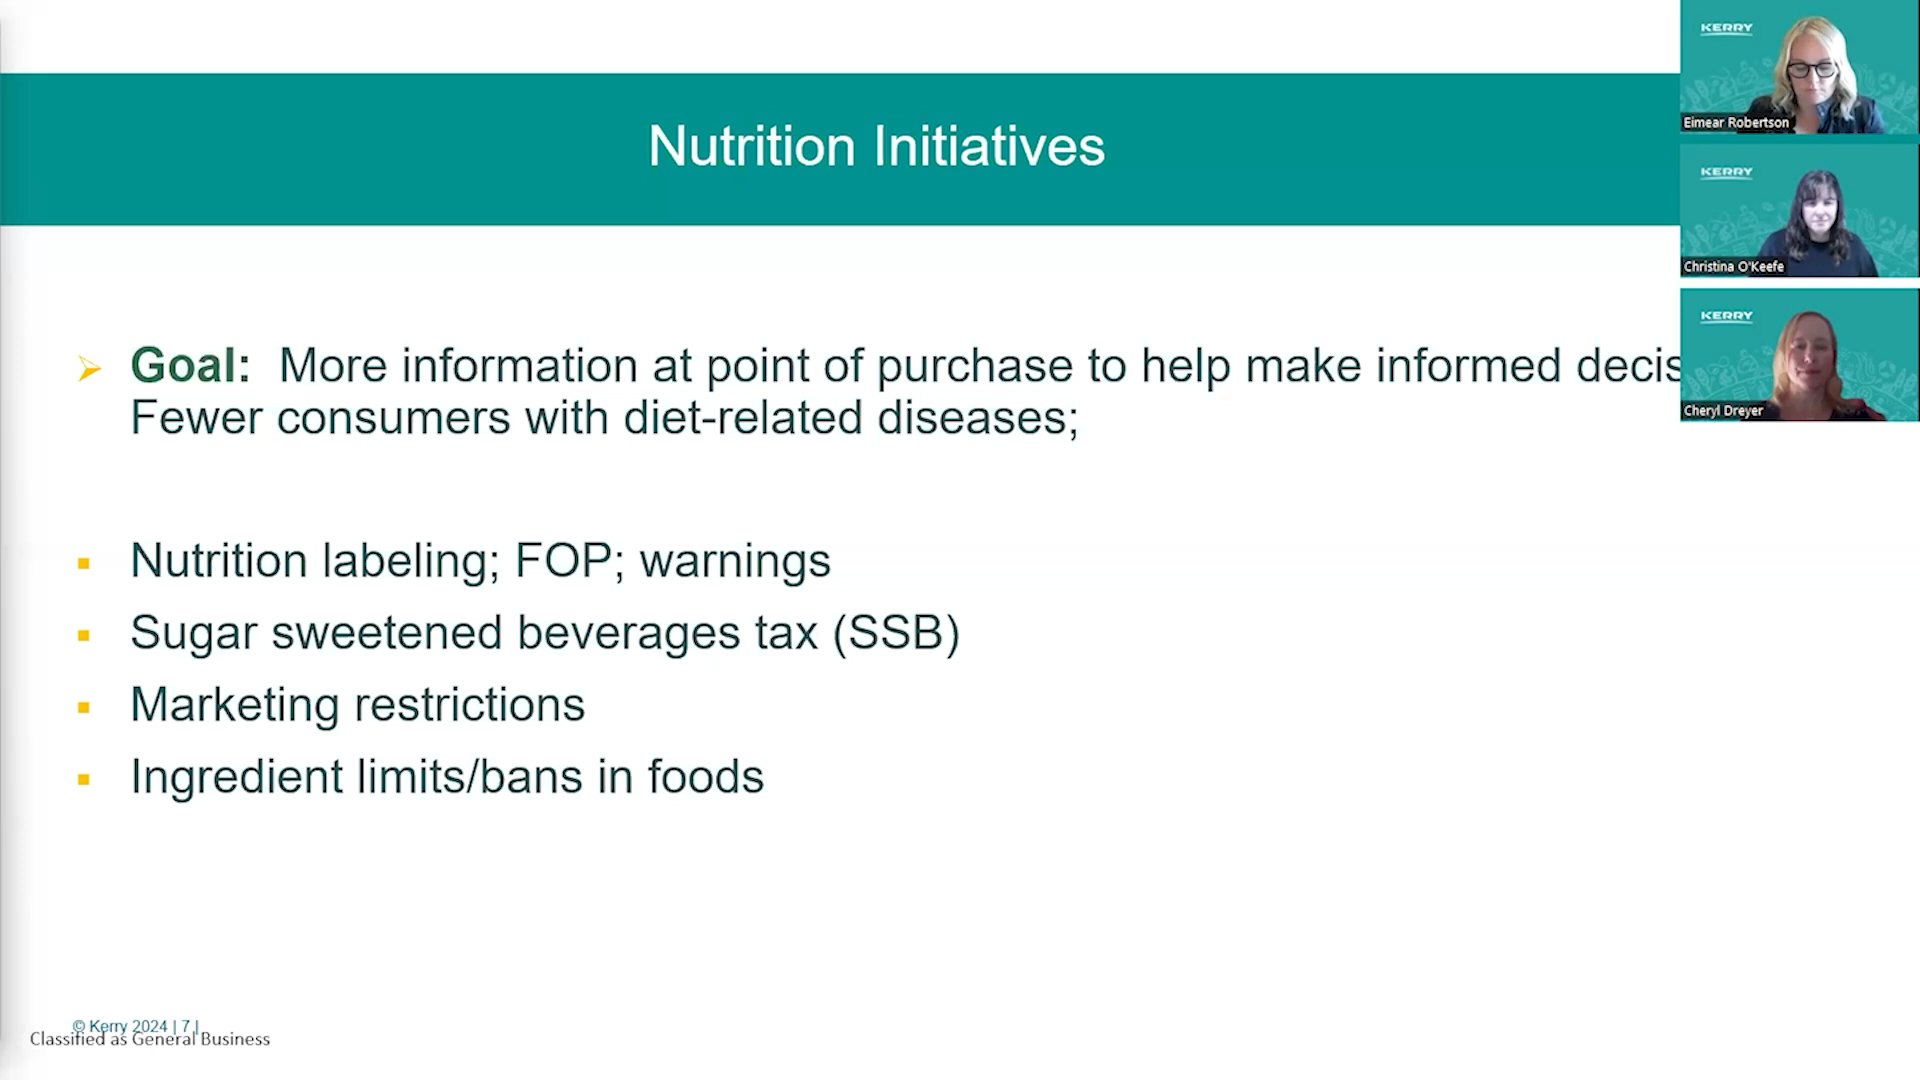 Nutrition Initiatives
Goal: More information at point of purchase to help make informed
Fewer consumers with diet-related diseases;
Nutrition labeling; FOP; warnings
Sugar sweetened beverages tax (SSB)
Marketing restrictions
Ingredient limits/bans in foods
© Kerry 2024 | 7 |
Classified as General Business
KERRY
Eimear Robertson
KERRY
Christina O'Keefe
KERRY
Cheryl Dreyer